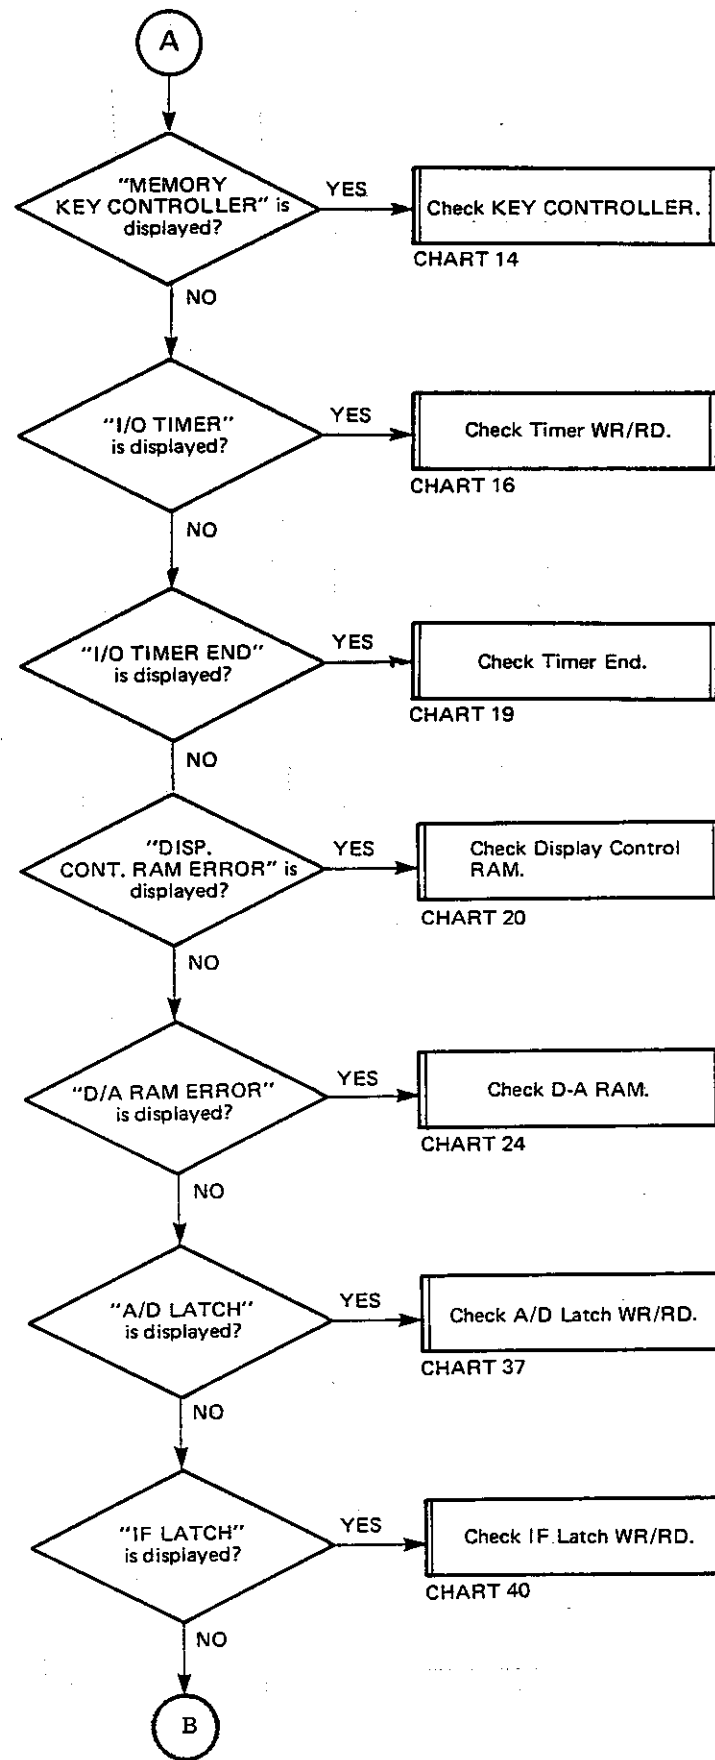 A
"MEMORY
KEY CONTROLLER" is
displayed?
YES
Check KEY CONTROLLER.
CHART 14
NO
"I/O TIMER"
is displayed?
YES
Check Timer WR/RD.
CHART 16
NO
"I/O TIMER END"
is displayed?
YES
Check Timer End.
CHART 19
NO
"DISP.
CONT. RAM ERROR" is
displayed?
YES
Check Display Control
RAM.
CHART 20
NO
"D/A RAM ERROR"
is displayed?
YES
Check D-A RAM.
CHART 24
NO
"A/D LATCH"
is displayed?
YES
Check A/D Latch WR/RD.
CHART 37
NO
"IF LATCH"
is displayed?
YES
Check IF Latch WR/RD.
CHART 40
NO
B